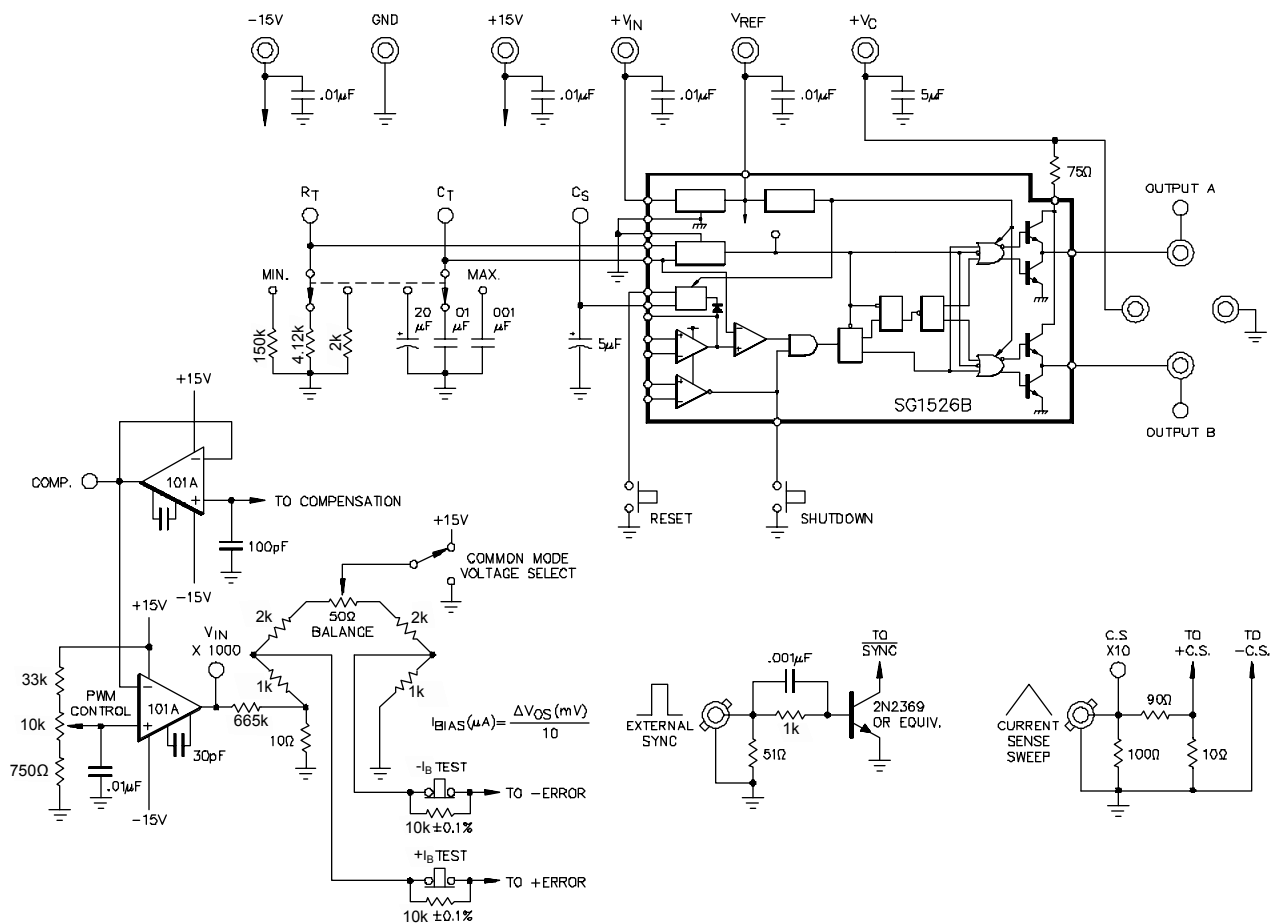 -15V
GND
+15V
+VIN
VREF
+VC
.01µF
.01µF
.01µF
.01µF
5µF
75Ω
OUTPUT A
RT
CT
CS
MIN.
MAX.
150k
4.12k
2k
20 µF
.01 µF
.001 µF
5µF
SG1526B
OUTPUT B
+15V
COMP.
101A
-
+
TO COMPENSATION
100pF
-15V
RESET
SHUTDOWN
+15V
COMMON MODE
VOLTAGE SELECT
50Ω
BALANCE
2k
2k
1k
1k
+15V
VIN
X 1000
33k
10k
750Ω
PWM
CONTROL
101A
-
+
665k
10Ω
30pF
.01µF
-15V
IBIAS(µA)=ΔVOS(mV)
10
-IB TEST
TO -ERROR
10k ±0.1%
+IB TEST
TO +ERROR
10k ±0.1%
TO
SYNC
.001µF
2N2369
OR EQUIV.
1k
EXTERNAL
SYNC
51Ω
C.S
X10
TO
+C.S.
TO
-C.S.
90Ω
CURRENT
SENSE
SWEEP
100Ω
10Ω